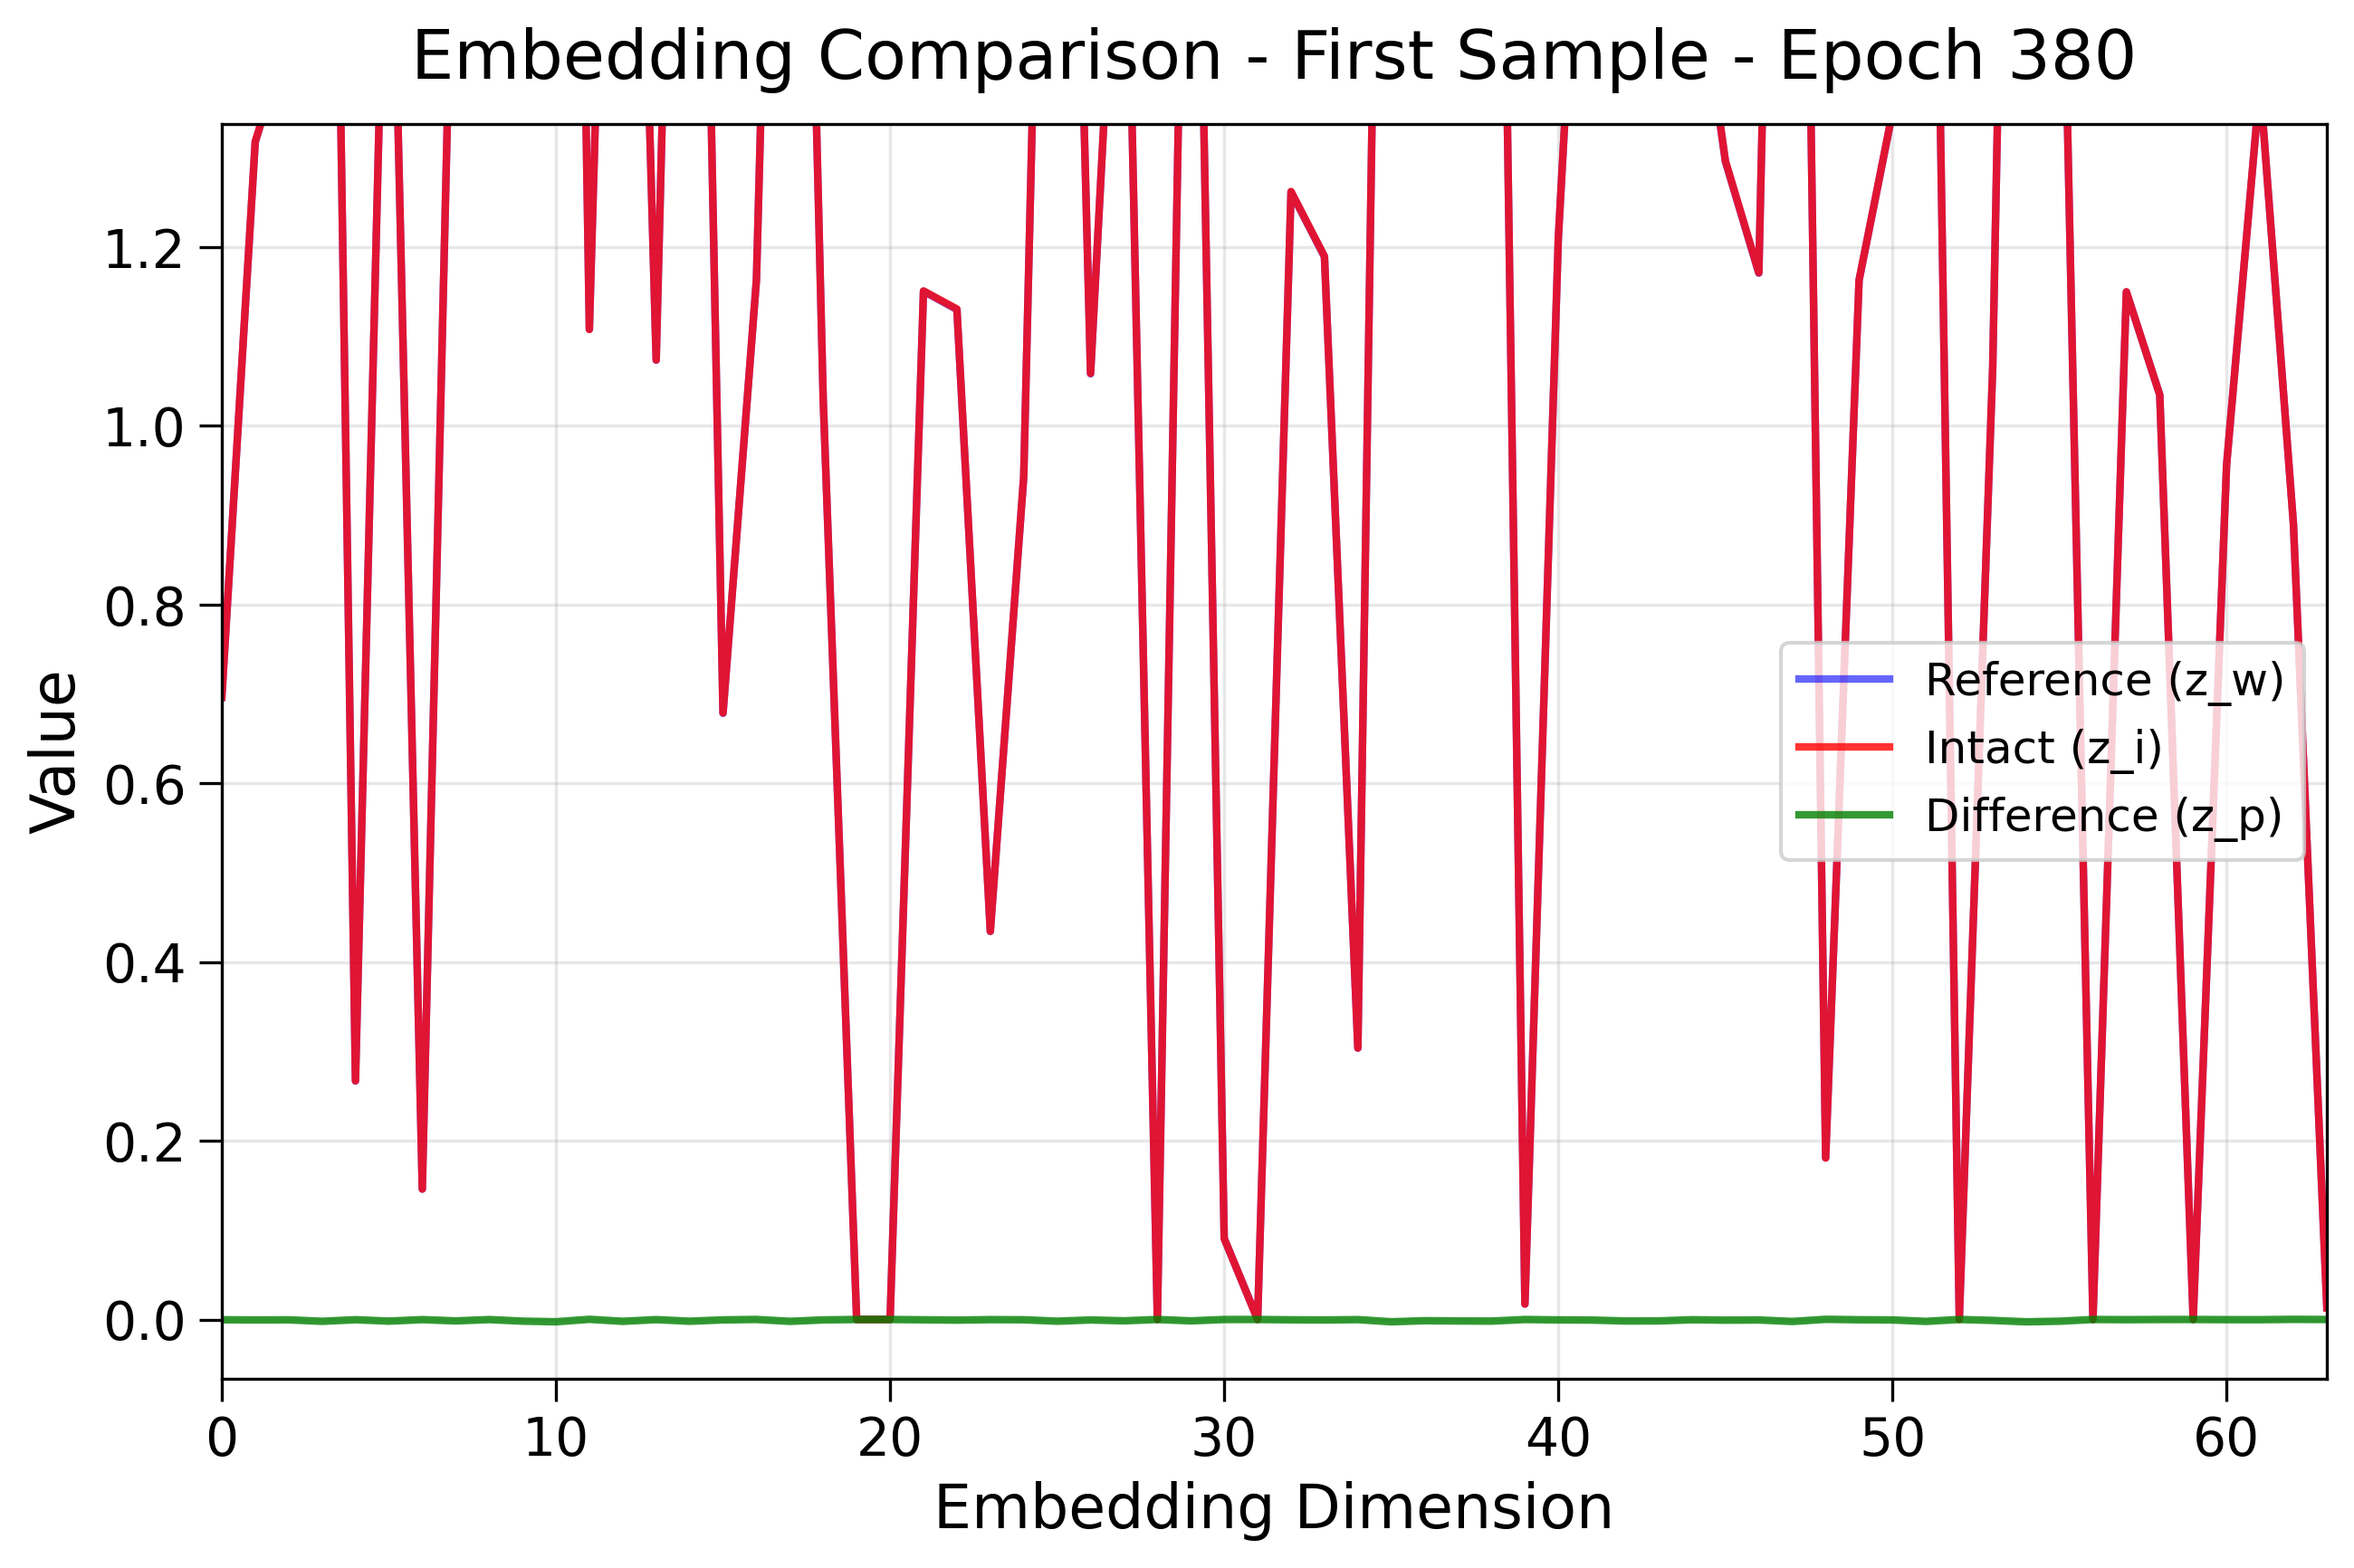 Embedding Comparison - First Sample - Epoch 380
Value
1.2
1.0
0.8
0.6
0.4
0.2
0.0
Reference (z_w)
Intact (z_i)
Difference (z_p)
0 10 20 30 40 50 60
Embedding Dimension